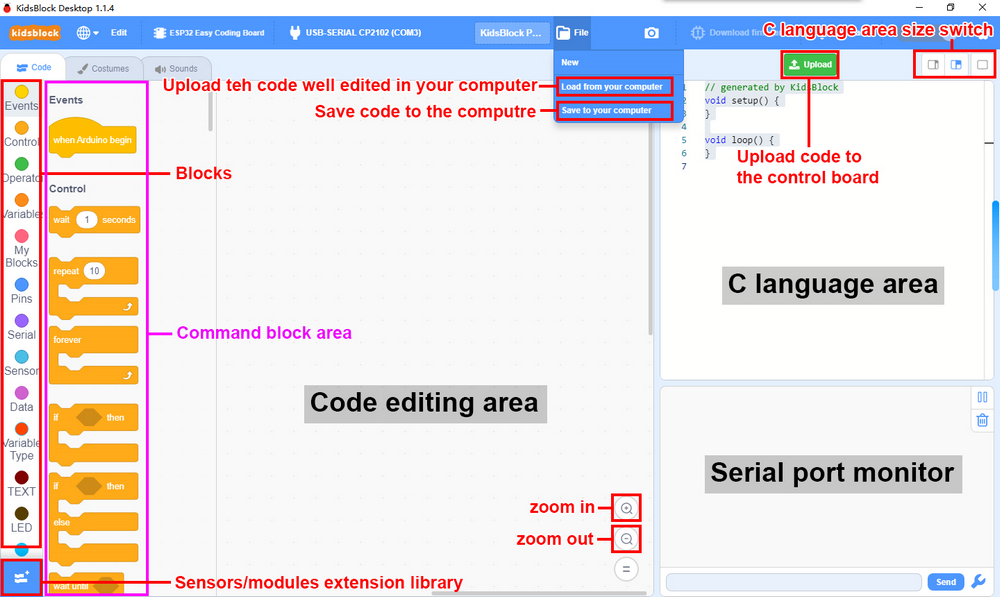 KidsBlock Desktop 1.1.4
kidsblock
Edit
ESP32 Easy Coding Board
USB-SERIAL CP2102 (COM3)
KidsBlock P...
File
C language area size switch
Code
Costumes
Sounds
New
Load from your computer
Save to your computer
Upload
Upload teh code well edited in your computer
Save code to the computre
Events
Control
Operato
Variable
My
Blocks
Pins
Serial
Sensor
Data
Variable
Type
TEXT
LED
Events
when Arduino begin
Control
wait 1 seconds
repeat 10
forever
if then
if then
else
wait until
Blocks
Command block area
Code editing area
zoom in
zoom out
Sensors/modules extension library
1 // generated by KidsBlock
2 void setup() {
3 }
4
5 void loop() {
6 }
7
Upload code to
the control board
C language area
Serial port monitor
Send